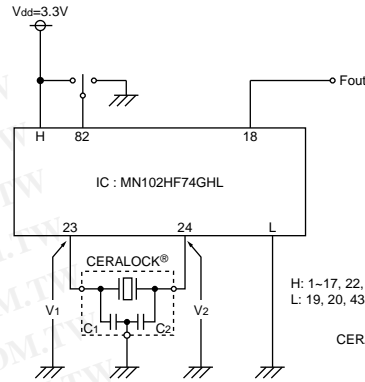 Vdd=3.3V
Fout
H
82
18
IC : MN102HF74GHL
23
24
L
CERALOCK®
H: 1~17, 22,
L: 19, 20, 43
V1
C1
C2
V2
CER